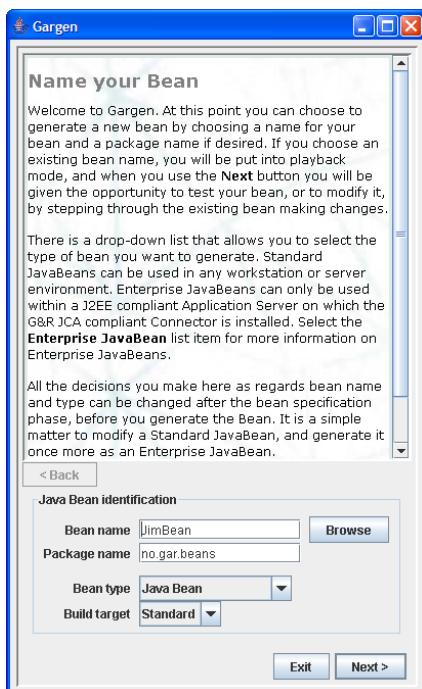 Gargen
Name your Bean
Welcome to Gargen. At this point you can choose to
generate a new bean by choosing a name for your
bean and a package name if desired. If you choose an
existing bean name, you will be put into playback
mode, and when you use the Next button you will be
given the opportunity to test your bean, or to modify it,
by stepping through the existing bean making changes.
There is a drop-down list that allows you to select the
type of bean you want to generate. Standard
JavaBeans can be used in any workstation or server
environment. Enterprise JavaBeans can only be used
within a J2EE compliant Application Server on which the
G&R JCA compliant Connector is installed. Select the
Enterprise JavaBean list item for more information on
Enterprise JavaBeans.
All the decisions you make here as regards bean name
and type can be changed after the bean specification
phase, before you generate the Bean. It is a simple
matter to modify a Standard JavaBean, and generate it
once more as an Enterprise JavaBean.
< Back
Java Bean identification
Bean name JimBean Browse
Package name no.gar.beans
Bean type Java Bean
Build target Standard
Exit Next >